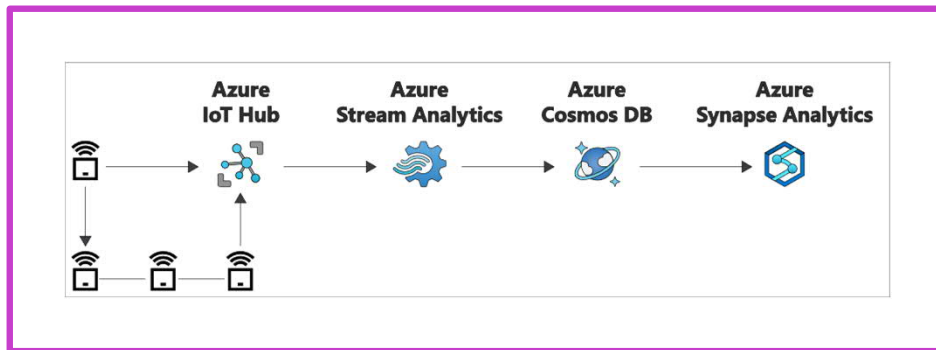 Azure
IoT Hub
Azure
Stream Analytics
Azure
Cosmos DB
Azure
Synapse Analytics